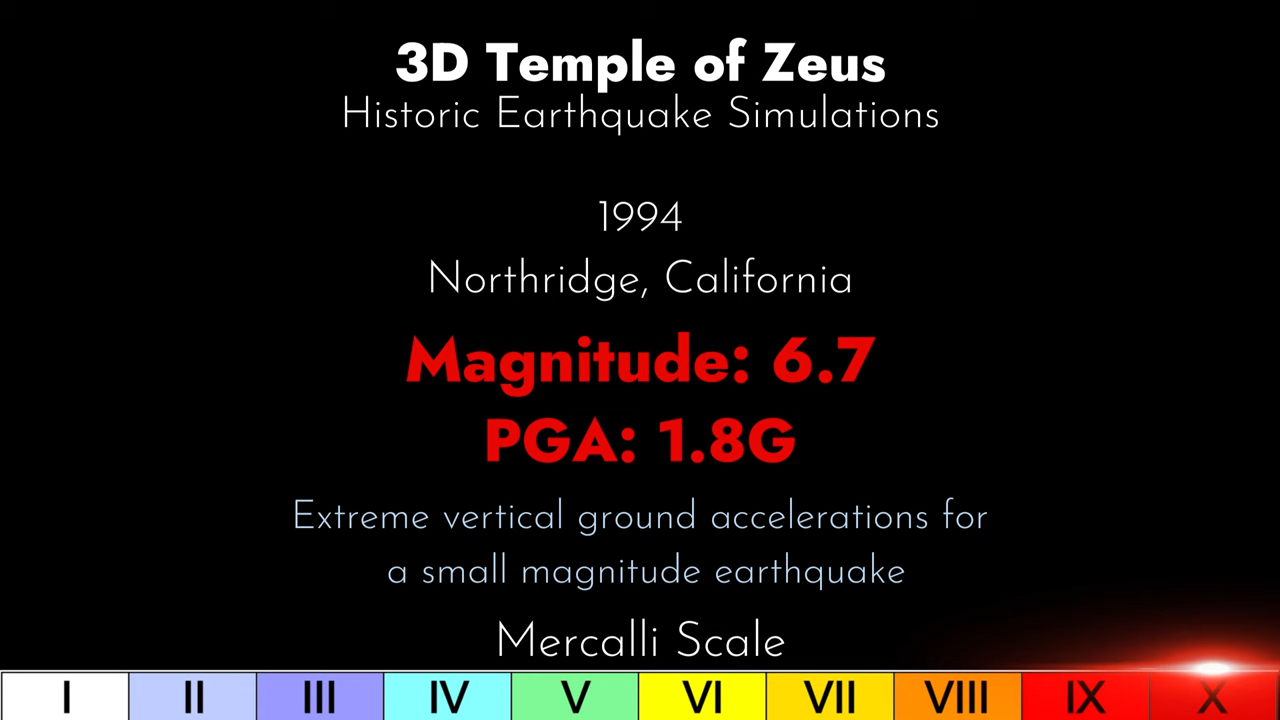 3D Temple of Zeus
Historic Earthquake Simulations
1994
Northridge, California
Magnitude: 6.7
PGA: 1.8G
Extreme vertical ground accelerations for
a small magnitude earthquake
Mercalli Scale
I II III IV V VI VII VIII IX X